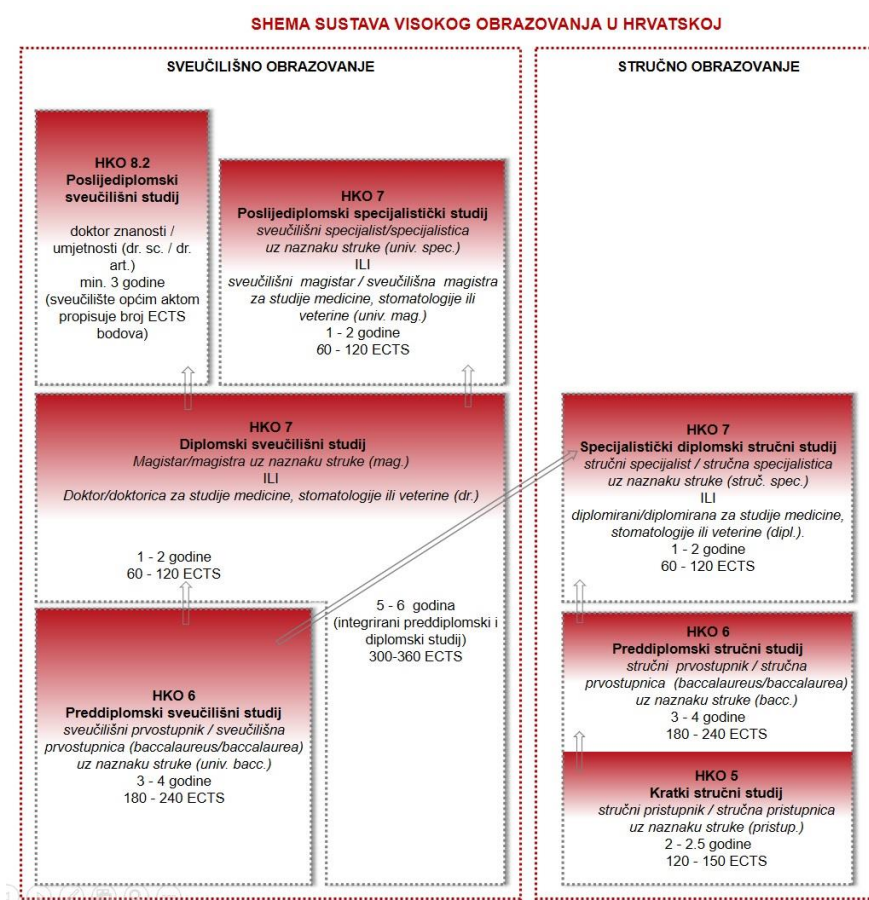 SHEMA SUSTAVA VISOKOG OBRAZOVANJA U HRVATSKOJ
SVEUČILIŠNO OBRAZOVANJE
HKO 8.2
Poslijediplomski
sveučilišni studij
doktor znanosti /
umjetnosti (dr. sc. / dr.
art.)
min. 3 godine
(sveučilište općim aktom
propisuje broj ECTS
bodova)
HKO 7
Poslijediplomski specijalistički studij
sveučilišni specijalist/specijalistica
uz naznaku struke (univ. spec.)
ILI
sveučilišni magistar / sveučilišna magistra
za studije medicine, stomatologije ili
veterine (univ. mag.)
1 - 2 godine
60 - 120 ECTS
HKO 7
Diplomski sveučilišni studij
Magistar/magistra uz naznaku struke (mag.)
ILI
Doktor/doktorica za studije medicine, stomatologije ili veterine (dr.)
1 - 2 godine
60 - 120 ECTS
5 - 6 godina
(integrirani preddiplomski i
diplomski studij)
300-360 ECTS
HKO 6
Preddiplomski sveučilišni studij
sveučilišni prvostupnik / sveučilišna
prvostupnica (baccalaureus/baccalaurea)
uz naznaku struke (univ. bacc.)
3 - 4 godine
180 - 240 ECTS
STRUČNO OBRAZOVANJE
HKO 7
Specijalistički diplomski stručni studij
stručni specijalist / stručna specijalistica
uz naznaku struke (struč. spec.)
ILI
diplomirani/diplomirana za studije medicine,
stomatologije ili veterine (dipl.).
1 - 2 godine
60 - 120 ECTS
HKO 6
Preddiplomski stručni studij
stručni prvostupnik / stručna
prvostupnica (baccalaureus/baccalaurea)
uz naznaku struke (bacc.)
3 - 4 godine
180 - 240 ECTS
HKO 5
Kratki stručni studij
stručni pristupnik / stručna pristupnica
uz naznaku struke (pristup.)
2 - 2.5 godine
120 - 150 ECTS